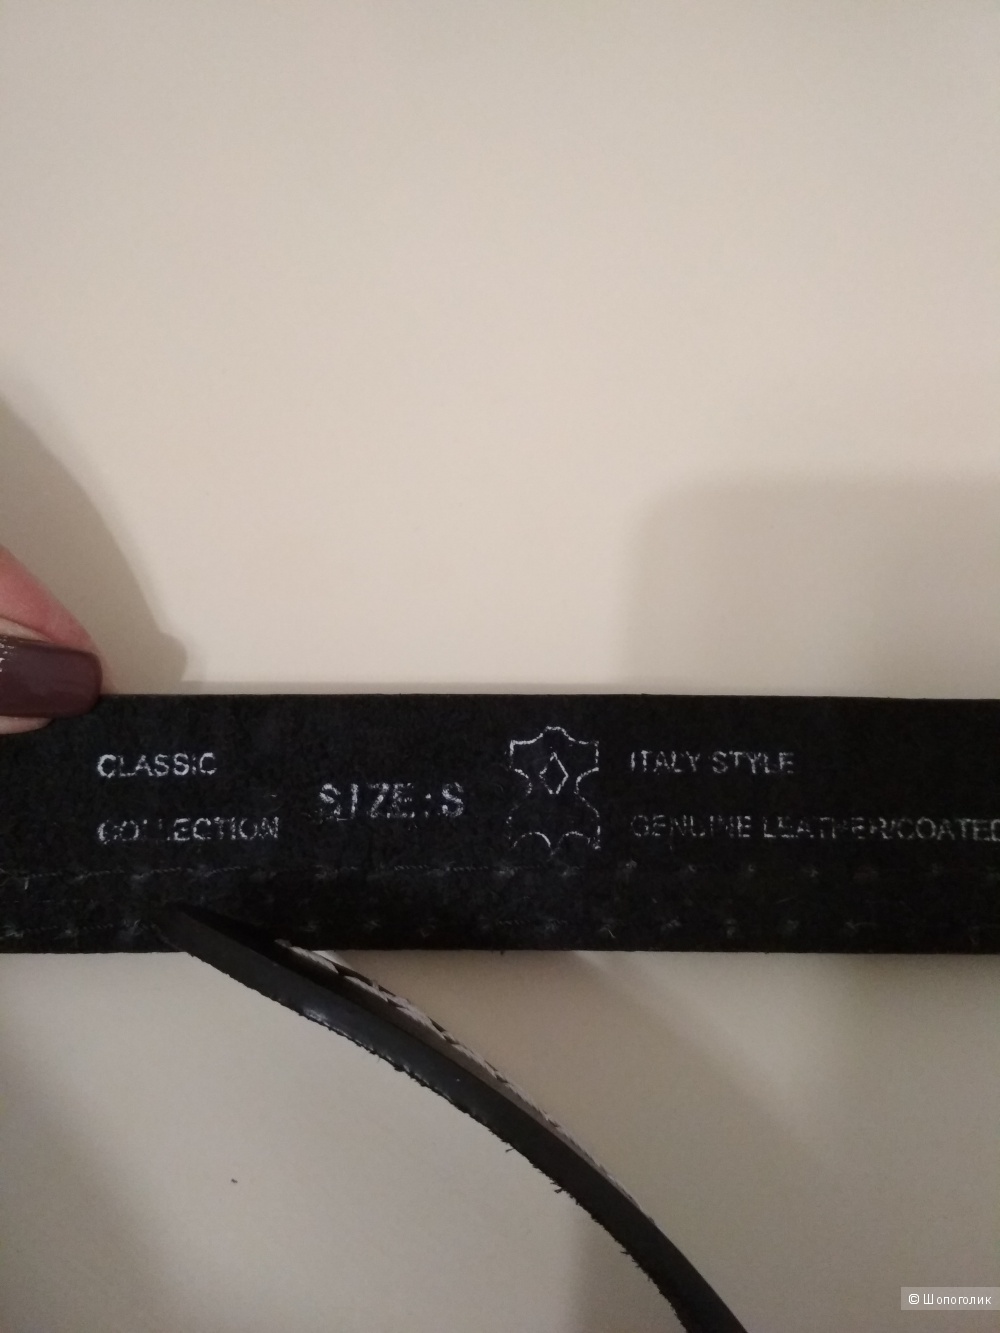 CLASSIC
COLLECTION
SIZE:S
ITALY STYLE
GENUINE LEATHER/COATED
© Шопоголик